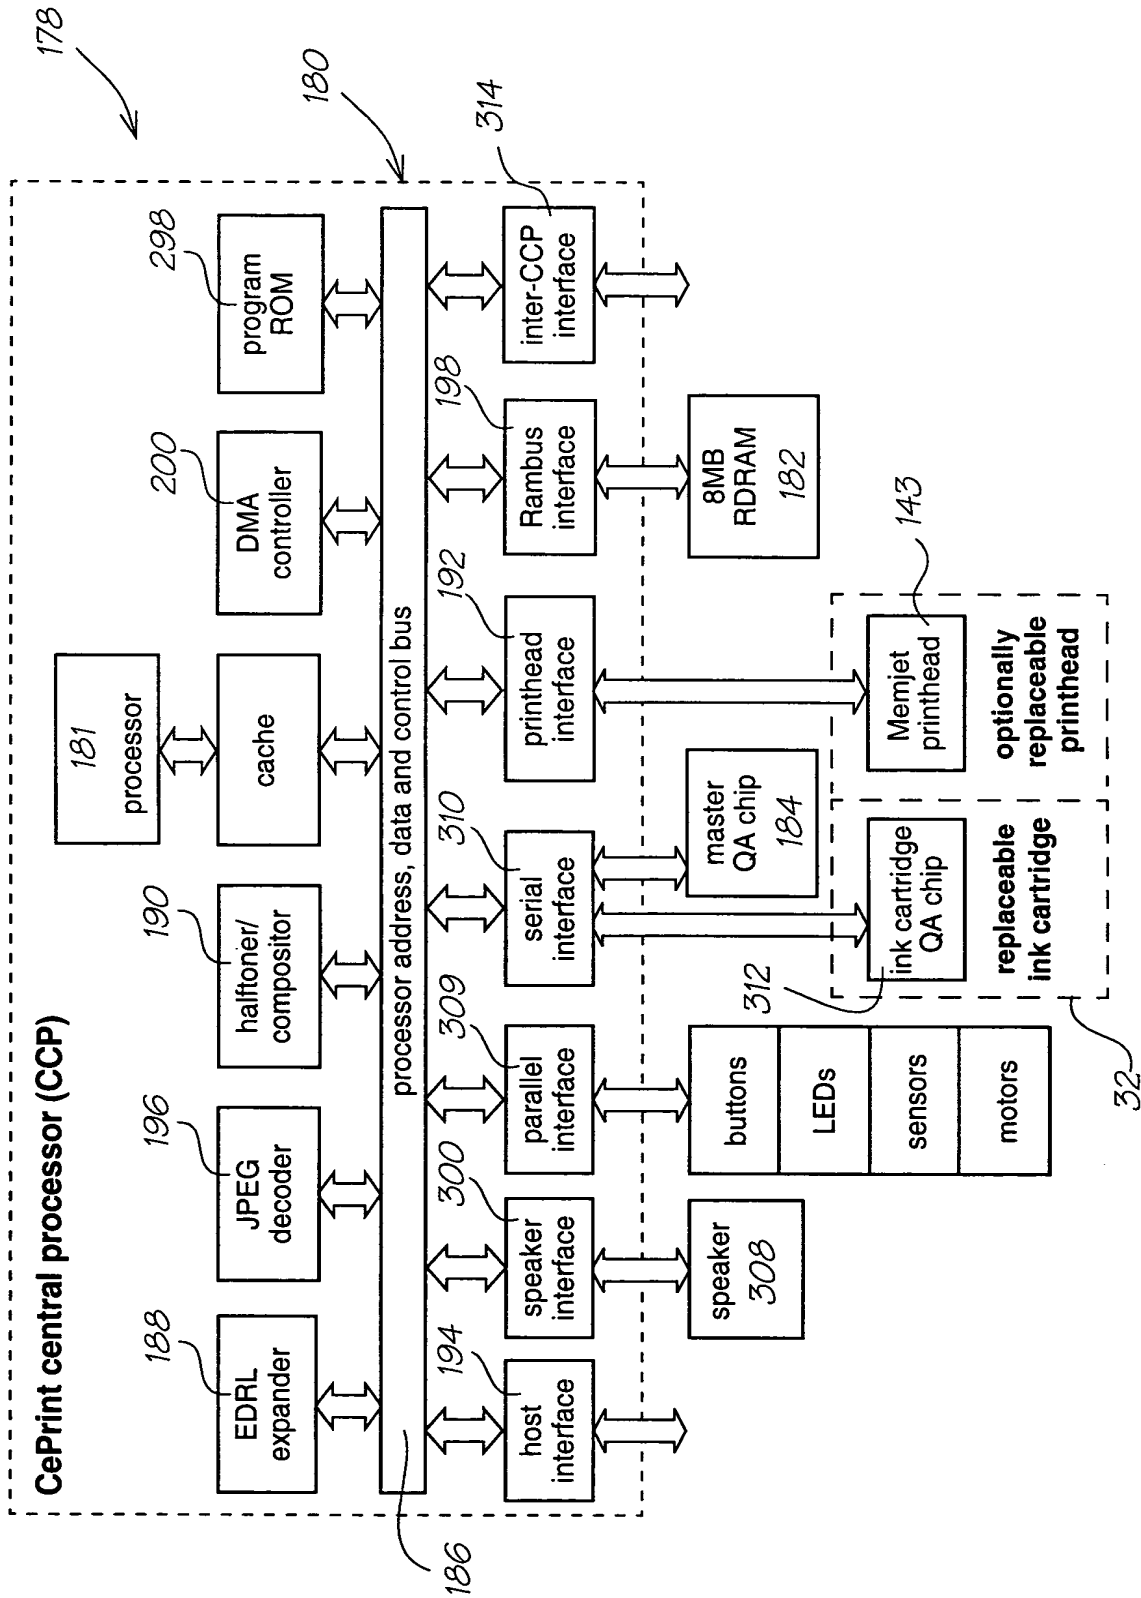 178
CePrint central processor (CCP)
180
181
processor
188
EDRL
expander
196
JPEG
decoder
190
halftoner/
compositor
cache
200
DMA
controller
298
program
ROM
186
processor address, data and control bus
194
host
interface
300
speaker
interface
309
parallel
interface
310
serial
interface
192
printhead
interface
198
Rambus
interface
314
inter-CCP
interface
speaker
308
buttons
LEDs
sensors
motors
master
QA chip
184
8MB
RDRAM
182
312
ink cartridge
QA chip
replaceable
ink cartridge
32
143
Memjet
printhead
optionally
replaceable
printhead